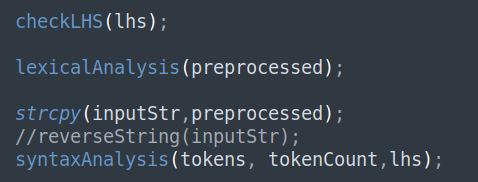 checkLHS(lhs);
lexicalAnalysis(preprocessed);
strcpy(inputStr,preprocessed);
//reverseString(inputStr);
syntaxAnalysis(tokens, tokenCount,lhs);